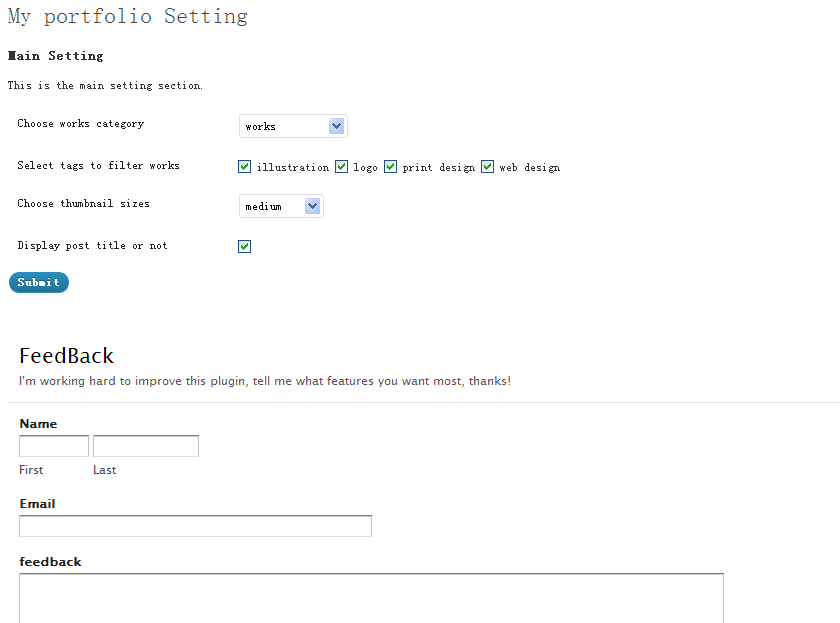 My portfolio Setting
Main Setting
This is the main setting section.
Choose works category works
Select tags to filter works illustration logo print design web design
Choose thumbnail sizes medium
Display post title or not
Submit
FeedBack
I'm working hard to improve this plugin, tell me what features you want most, thanks!
Name
First Last
Email
feedback